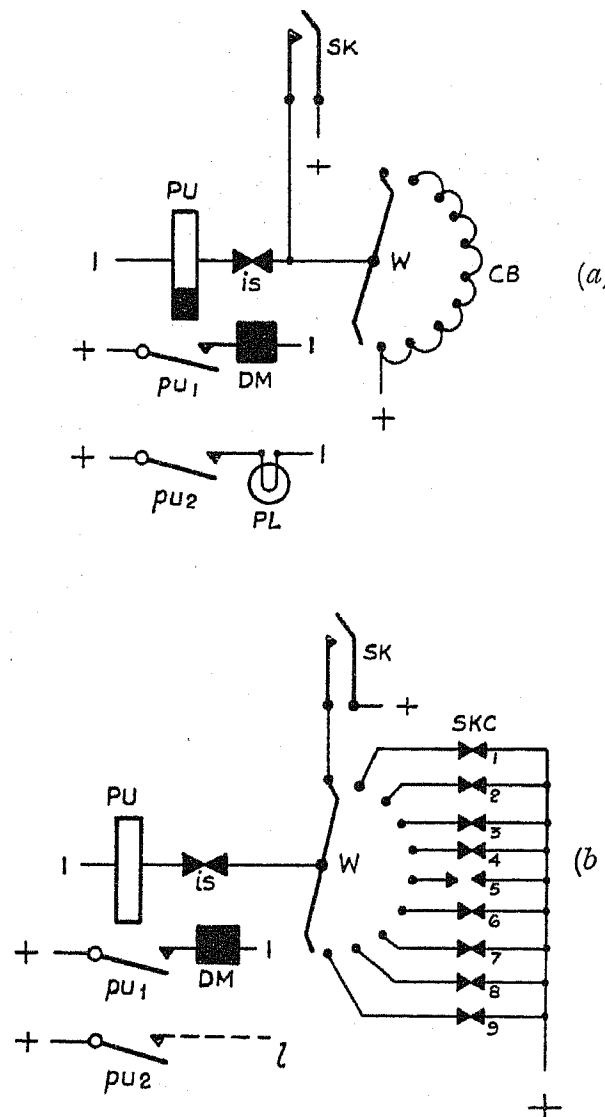 SK
+
PU
I
is
W
CB
(a)
+
pu1
DM
I
+
+
pu2
PL
I
SK
+
SKC
1
PU
2
3
I
is
W
4
(b
5
6
+
pu1
DM
I
7
8
+
pu2
l
9
+